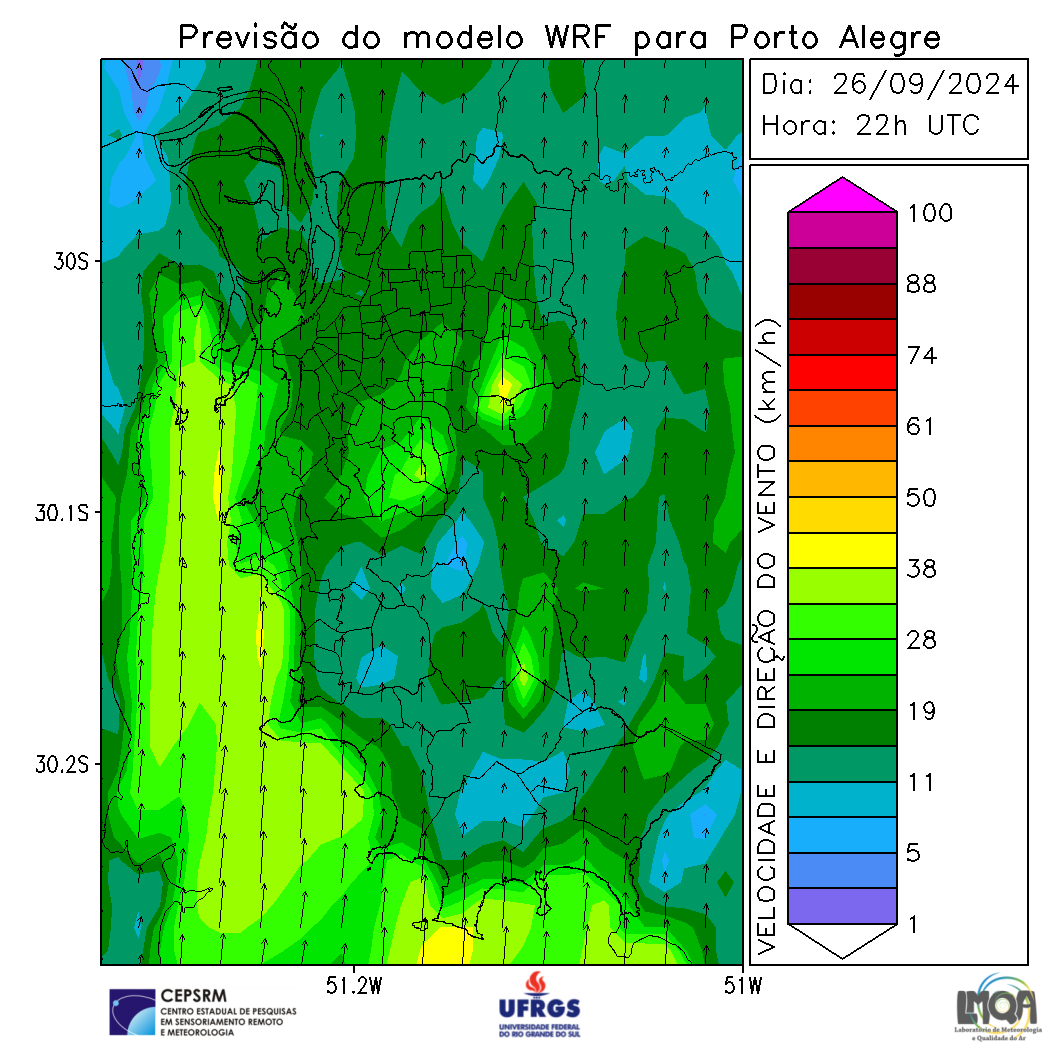 Previsão do modelo WRF para Porto Alegre
Dia: 26/09/2024
Hora: 22h UTC
30S
30.1S
30.2S
51.2W
51W
VELOCIDADE E DIREÇÃO DO VENTO (km/h)
100
88
74
61
50
38
28
19
11
5
1
CEPSRM
CENTRO ESTADUAL DE PESQUISAS
EM SENSORIAMENTO REMOTO
E METEOROLOGIA
UFRGS
UNIVERSIDADE FEDERAL
DO RIO GRANDE DO SUL
LMQA
Laboratório de Meteorologia
e Qualidade do Ar